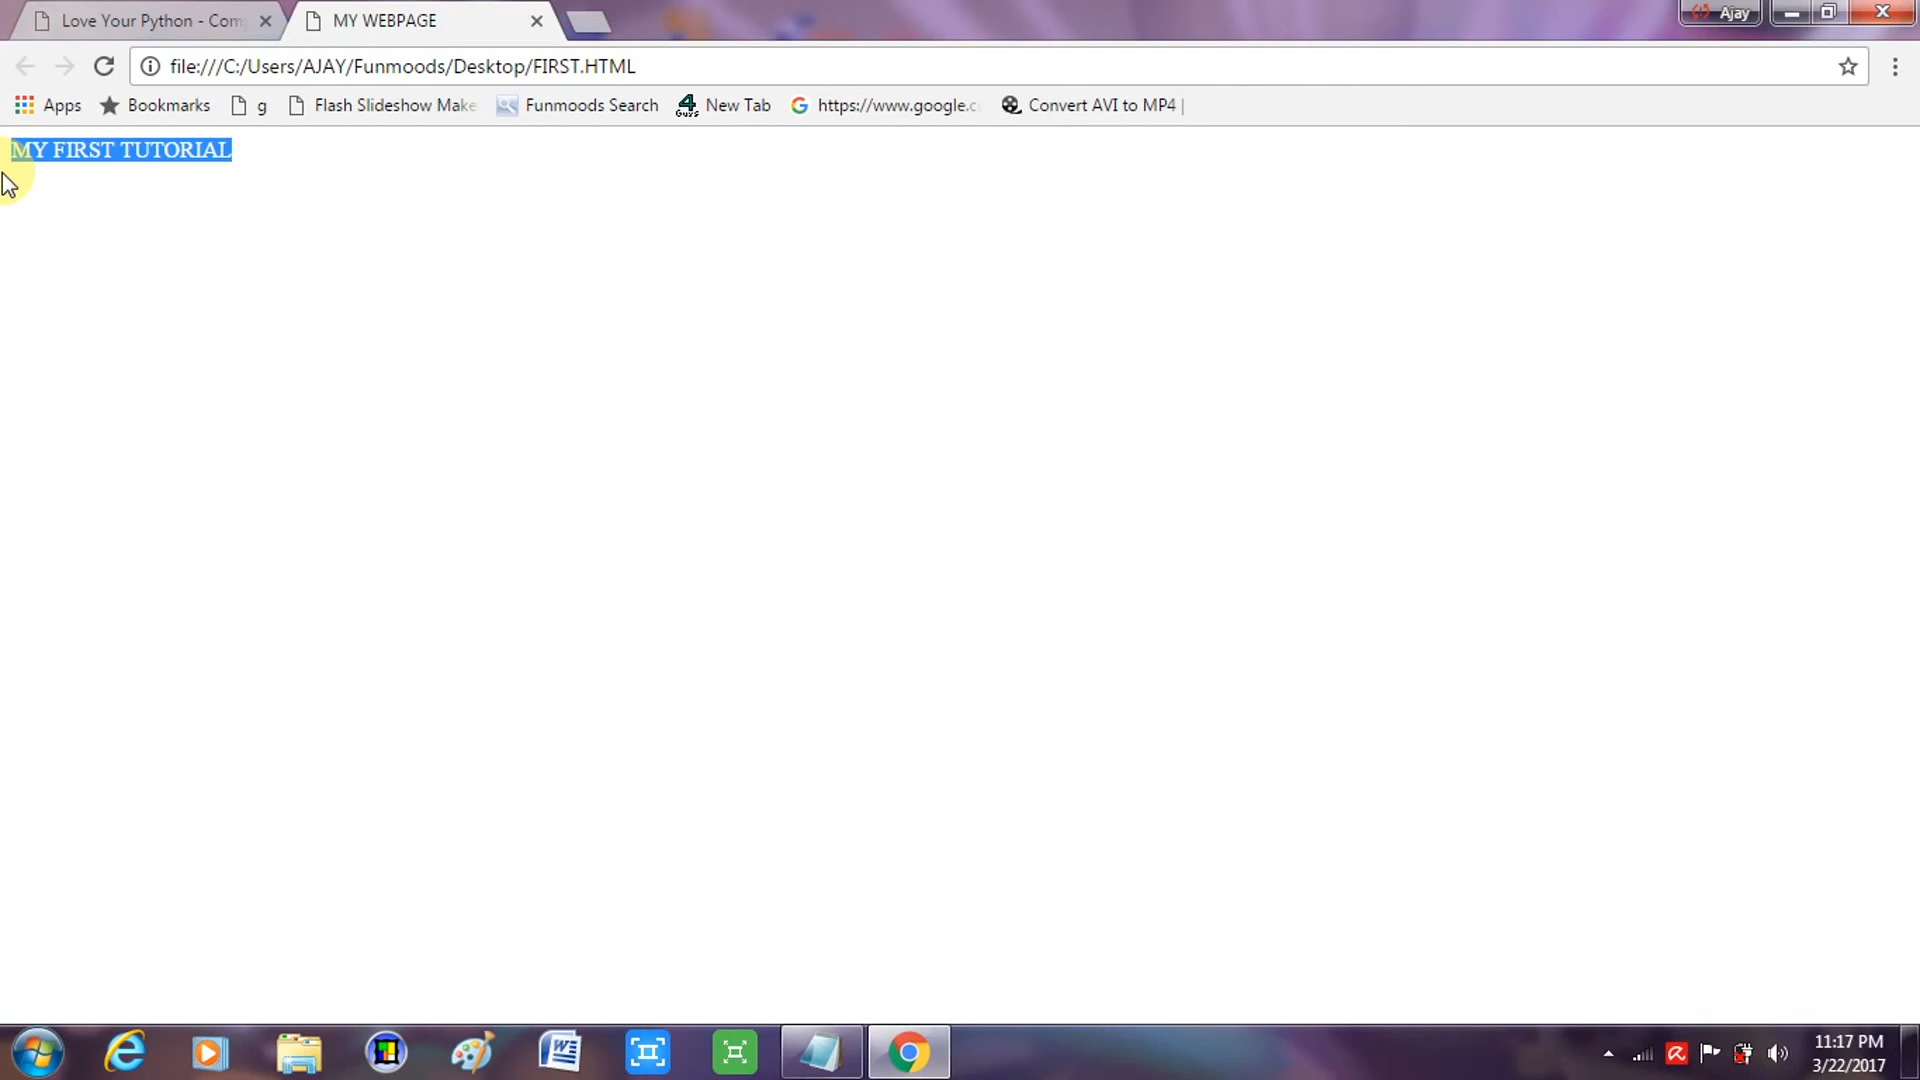 Love Your Python - Com
MY WEBPAGE
Ajay
file:///C:/Users/AJAY/Funmoods/Desktop/FIRST.HTML
Apps
Bookmarks
g
Flash Slideshow Make
Funmoods Search
4 Guys
New Tab
https://www.google.c
Convert AVI to MP4 |
MY FIRST TUTORIAL
11:17 PM
3/22/2017